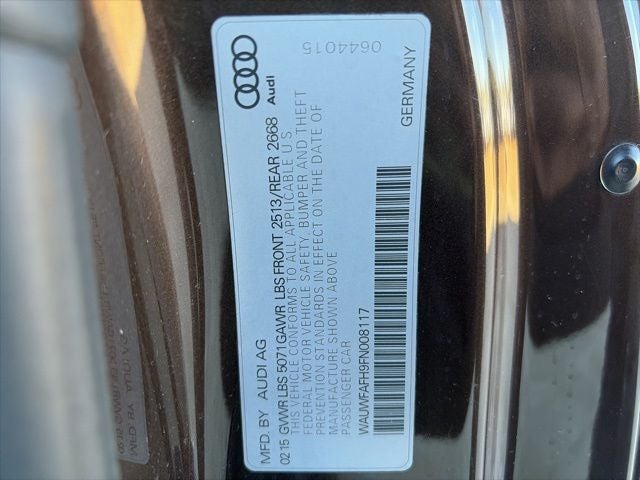 Audi
0644015
MFD. BY AUDI AG GERMANY
02 15 GVWR LBS 5071 GAWR LBS FRONT 2513/REAR 2668
THIS VEHICLE CONFORMS TO ALL APPLICABLE U S
FEDERAL MOTOR VEHICLE SAFETY, BUMPER AND THEFT
PREVENTION STANDARDS IN EFFECT ON THE DATE OF
MANUFACTURE SHOWN ABOVE
PASSENGER CAR
WAUWFAFH9FN008117